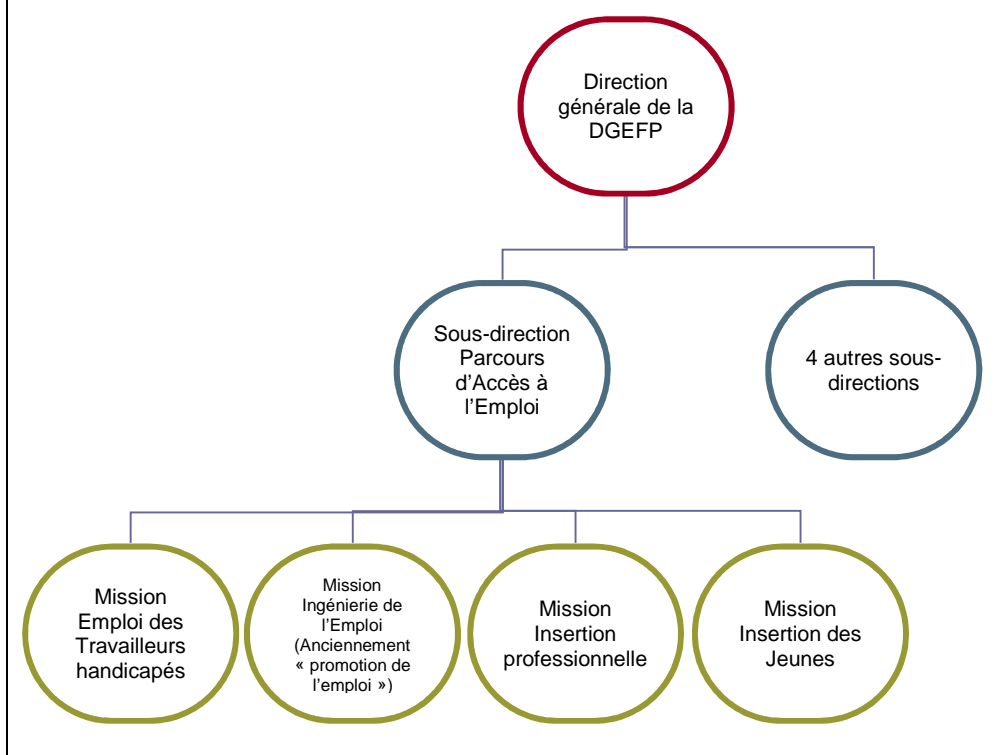 Direction
générale de la
DGEFP
Sous-direction
Parcours
d'Accès à
l'Emploi
4 autres sous-
directions
Mission
Emploi des
Travailleurs
handicapés
Mission
Ingénierie de
l'Emploi
(Anciennement
« promotion de
l'emploi »)
Mission
Insertion
professionnelle
Mission
Insertion des
Jeunes